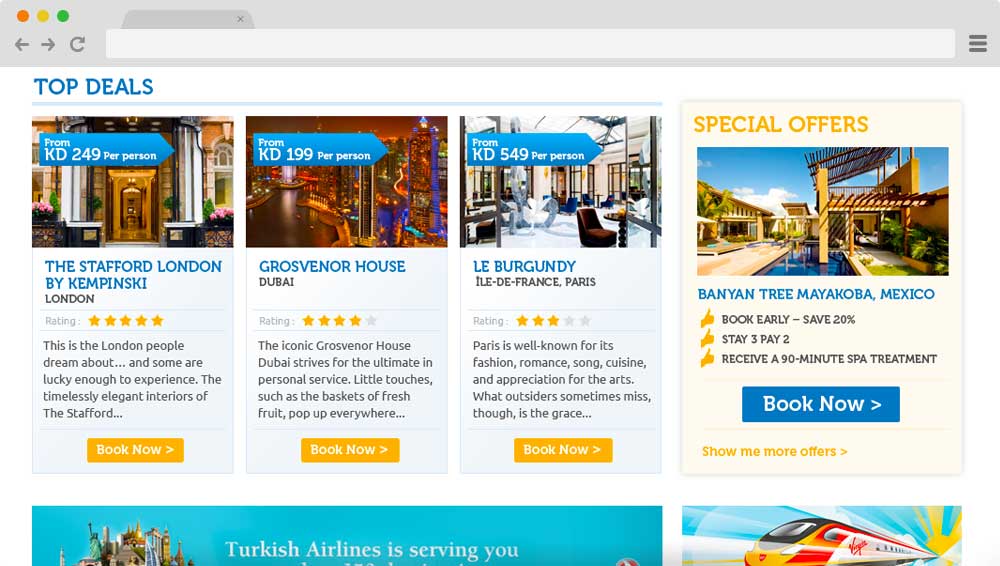 TOP DEALS
From
KD 249 Per person
THE STAFFORD LONDON
BY KEMPINSKI
LONDON
Rating :
This is the London people
dream about... and some are
lucky enough to experience. The
timelessly elegant interiors of
The Stafford...
Book Now >
From
KD 199 Per person
GROSVENOR HOUSE
DUBAI
Rating :
The iconic Grosvenor House
Dubai strives for the ultimate in
personal service. Little touches,
such as the baskets of fresh
fruit, pop up everywhere...
Book Now >
From
KD 549 Per person
LE BURGUNDY
ÎLE-DE-FRANCE, PARIS
Rating :
Paris is well-known for its
fashion, romance, song, cuisine,
and appreciation for the arts.
What outsiders sometimes miss,
though, is the grace...
Book Now >
SPECIAL OFFERS
BANYAN TREE MAYAKOBA, MEXICO
BOOK EARLY – SAVE 20%
STAY 3 PAY 2
RECEIVE A 90-MINUTE SPA TREATMENT
Book Now >
Show me more offers >
Turkish Airlines is serving you
Virgin